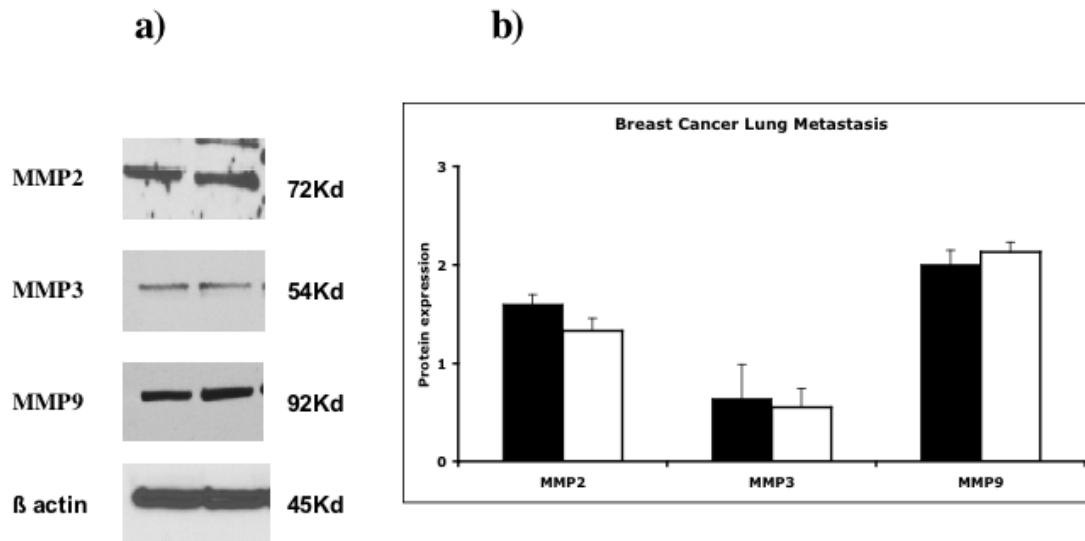 a)
MMP2
72Kd
MMP3
54Kd
MMP9
92Kd
ß actin
45Kd
b)
Breast Cancer Lung Metastasis
Protein expression
3
2
1
0
MMP2 MMP3 MMP9